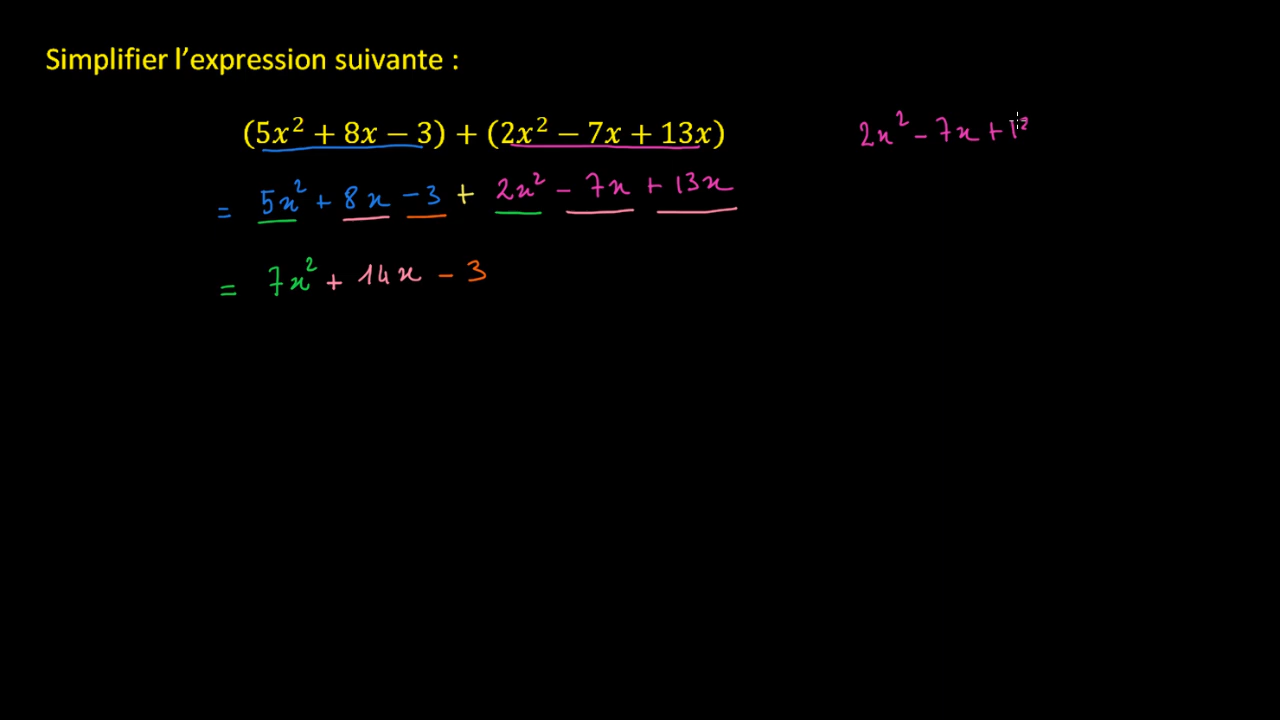 Simplifier l’expression suivante :
(5x² + 8x − 3) + (2x² − 7x + 13x)
2x² − 7x + 1
= 5x² + 8x − 3 + 2x² − 7x + 13x
= 7x² + 14x − 3